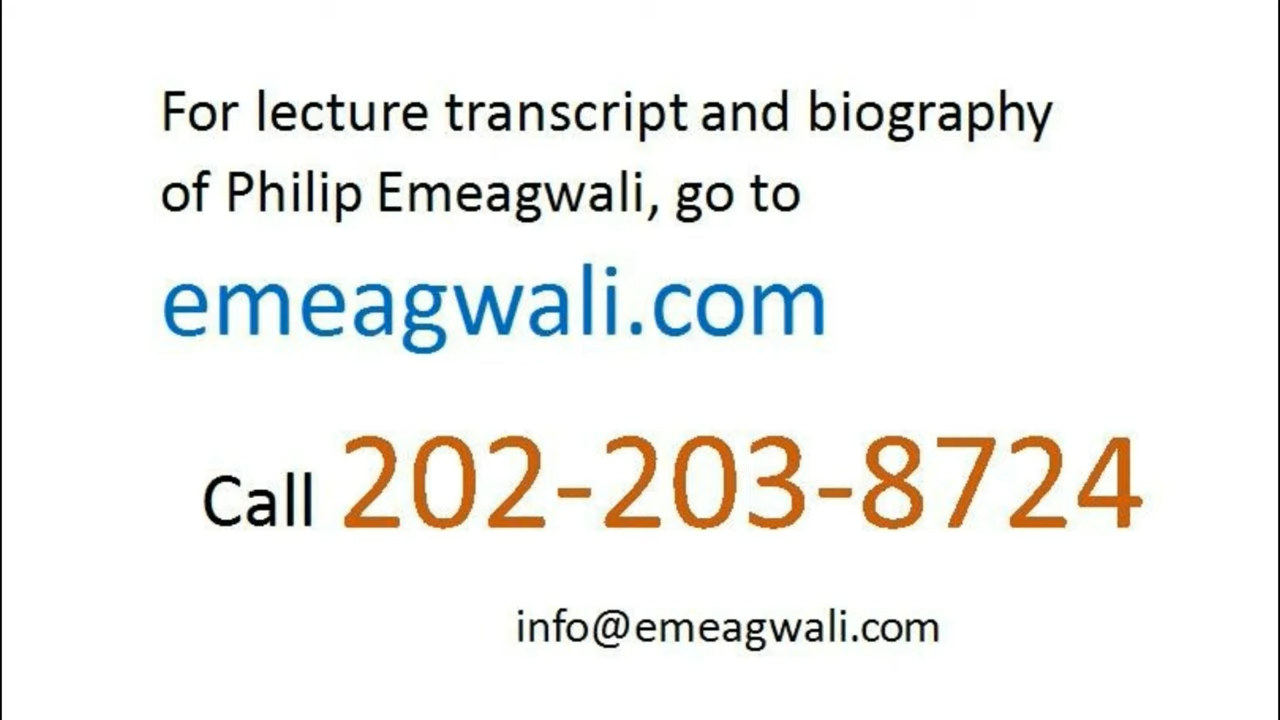 For lecture transcript and biography
of Philip Emeagwali, go to
emeagwali.com
Call 202-203-8724
info@emeagwali.com